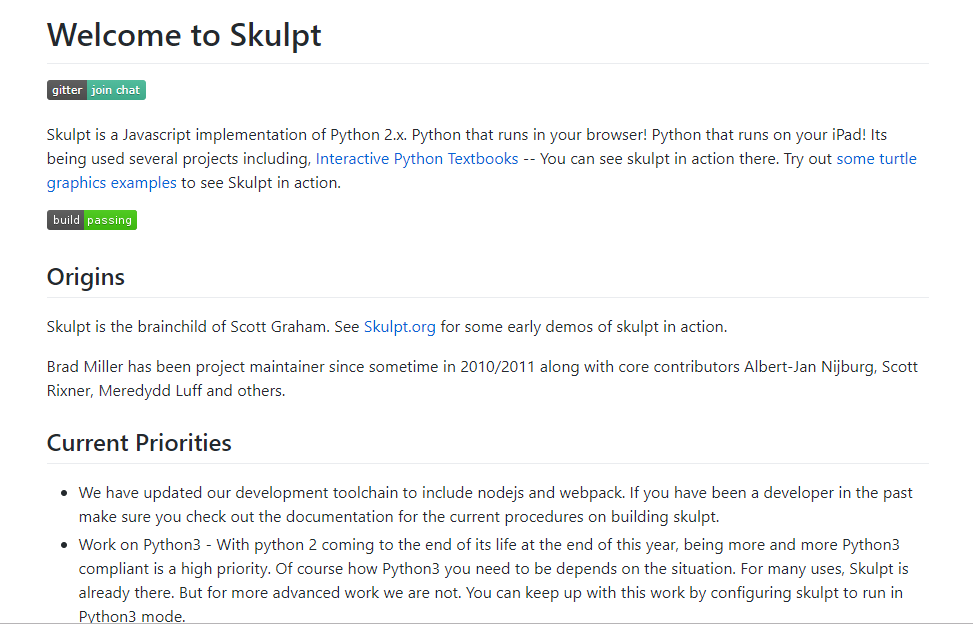 Welcome to Skulpt
gitter join chat
Skulpt is a Javascript implementation of Python 2.x. Python that runs in your browser! Python that runs on your iPad! Its
being used several projects including, Interactive Python Textbooks -- You can see skulpt in action there. Try out some turtle
graphics examples to see Skulpt in action.
build passing
Origins
Skulpt is the brainchild of Scott Graham. See Skulpt.org for some early demos of skulpt in action.
Brad Miller has been project maintainer since sometime in 2010/2011 along with core contributors Albert-Jan Nijburg, Scott
Rixner, Meredydd Luff and others.
Current Priorities
• We have updated our development toolchain to include nodejs and webpack. If you have been a developer in the past
make sure you check out the documentation for the current procedures on building skulpt.
• Work on Python3 - With python 2 coming to the end of its life at the end of this year, being more and more Python3
compliant is a high priority. Of course how Python3 you need to be depends on the situation. For many uses, Skulpt is
already there. But for more advanced work we are not. You can keep up with this work by configuring skulpt to run in
Python3 mode.